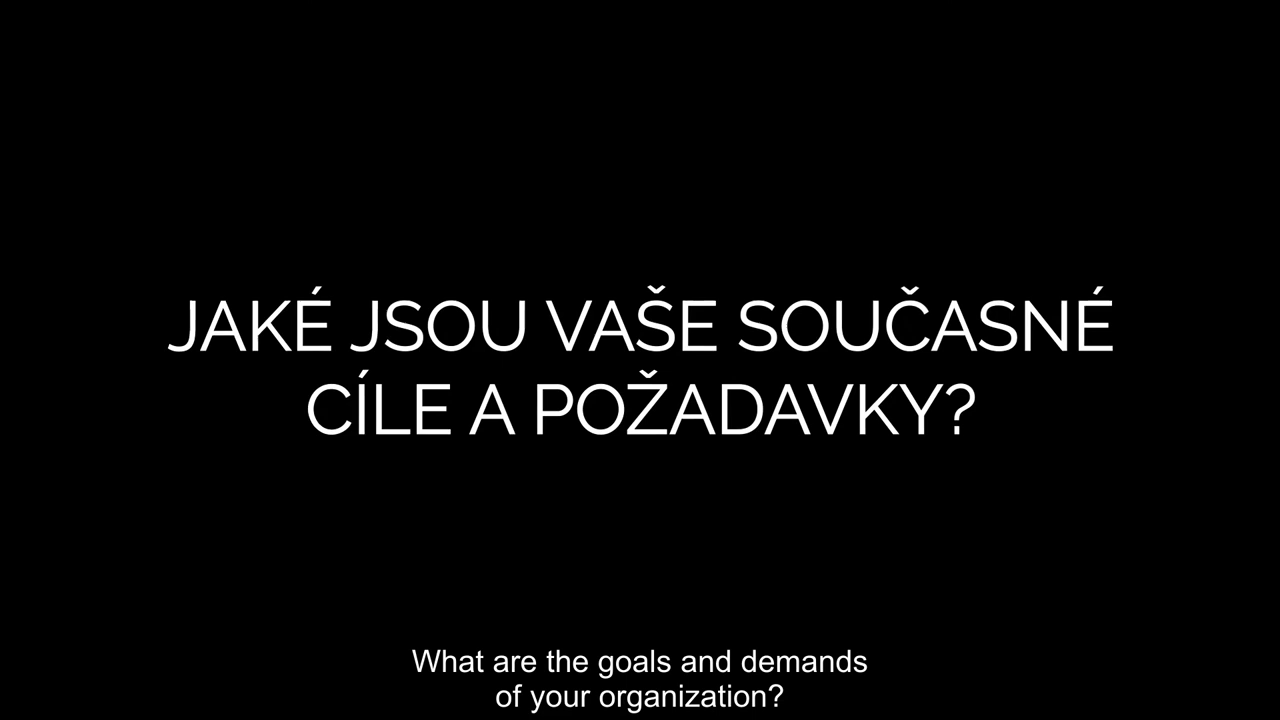 JAKÉ JSOU VAŠE SOUČASNÉ
CÍLE A POŽADAVKY?
What are the goals and demands
of your organization?